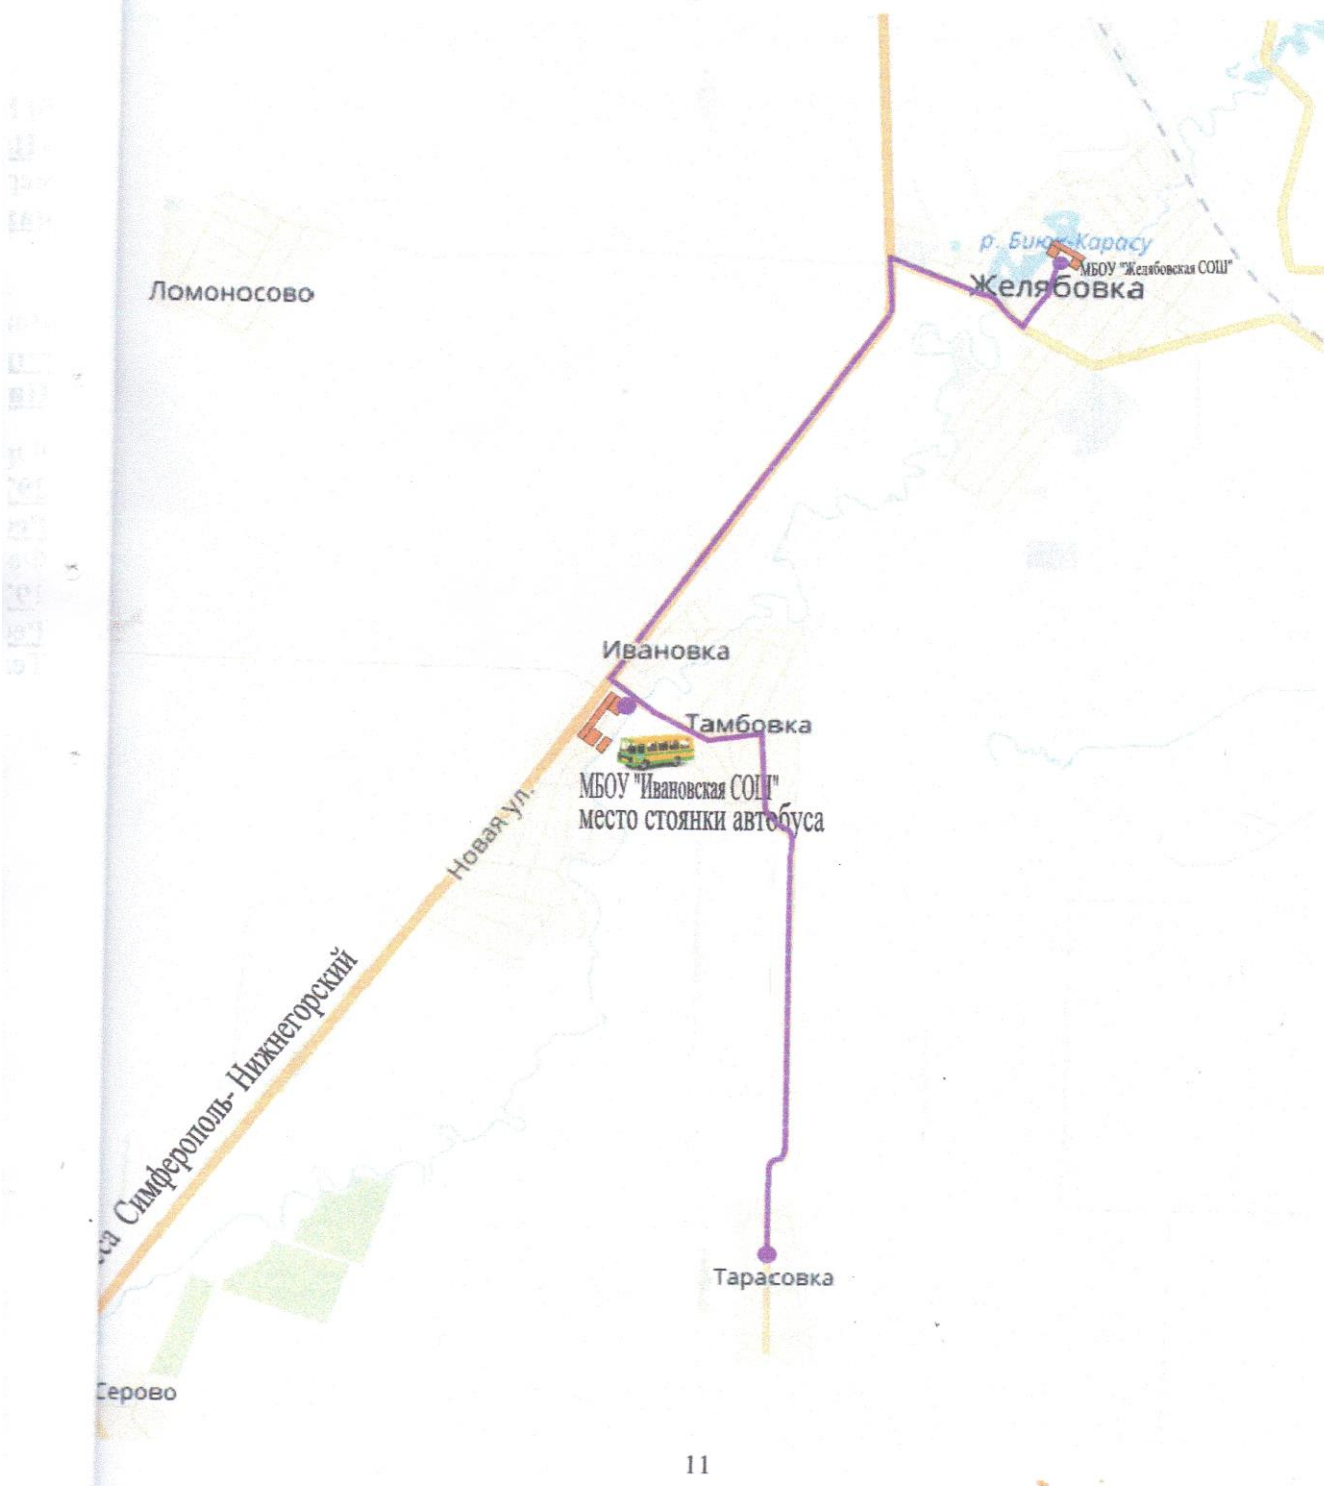 р. Биюк-Карасу
МБОУ "Желябовская СОШ"
Желябовка
Ломоносово
Ивановка
Тамбовка
МБОУ "Ивановская СОШ"
место стоянки автобуса
Новая ул.
са Симферополь- Нижнегорский
Тарасовка
Серово
11